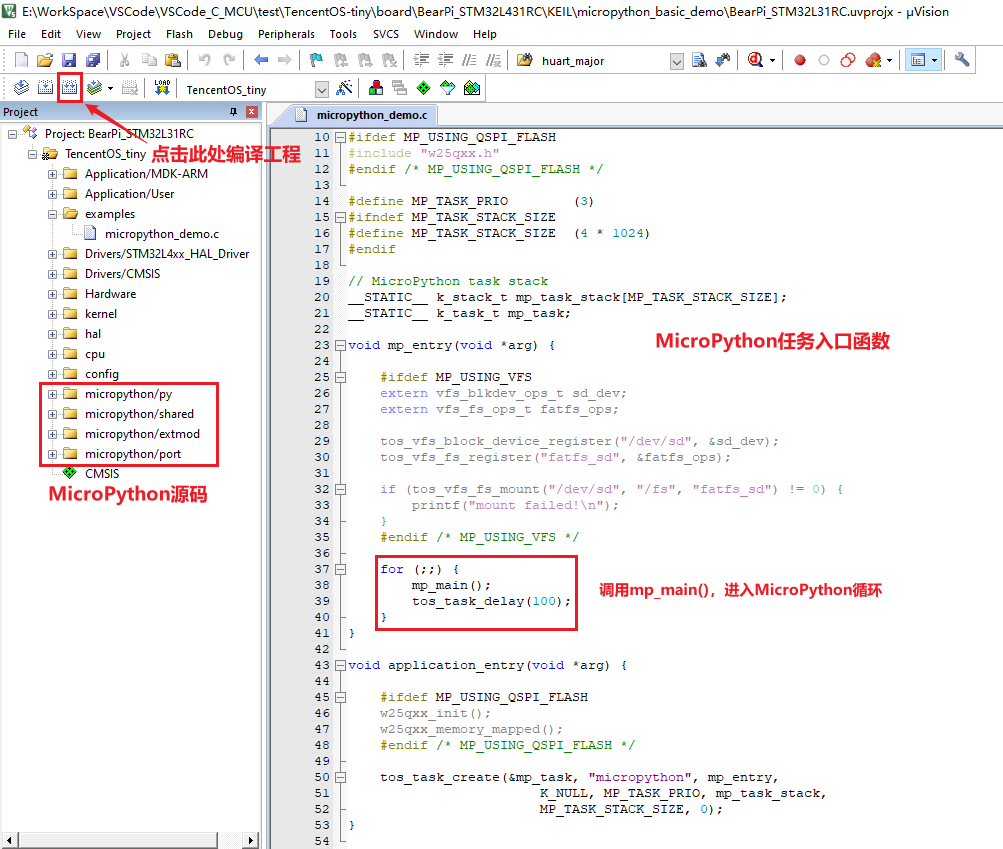 E:\WorkSpace\VSCode\VSCode_C_MCU\test\TencentOS-tiny\board\BearPi_STM32L431RC\KEIL\micropython_basic_demo\BearPi_STM32L31RC.uvprojx - µVision
File Edit View Project Flash Debug Peripherals Tools SVCS Window Help
huart_major
LOAD TencentOS_tiny
Project
micropython_demo.c
Project: BearPi_STM32L31RC
TencentOS_tiny
点击此处编译工程
Application/MDK-ARM
Application/User
examples
micropython_demo.c
Drivers/STM32L4xx_HAL_Driver
Drivers/CMSIS
Hardware
kernel
hal
cpu
config
micropython/py
micropython/shared
micropython/extmod
micropython/port
CMSIS
MicroPython源码
10 #ifdef MP_USING_QSPI_FLASH
11 #include "w25qxx.h"
12 #endif /* MP_USING_QSPI_FLASH */
13
14 #define MP_TASK_PRIO (3)
15 #ifndef MP_TASK_STACK_SIZE
16 #define MP_TASK_STACK_SIZE (4 * 1024)
17 #endif
18
19 // MicroPython task stack
20 __STATIC__ k_stack_t mp_task_stack[MP_TASK_STACK_SIZE];
21 __STATIC__ k_task_t mp_task;
22
MicroPython任务入口函数
23 void mp_entry(void *arg) {
24
25 #ifdef MP_USING_VFS
26 extern vfs_blkdev_ops_t sd_dev;
27 extern vfs_fs_ops_t fatfs_ops;
28
29 tos_vfs_block_device_register("/dev/sd", &sd_dev);
30 tos_vfs_fs_register("fatfs_sd", &fatfs_ops);
31
32 if (tos_vfs_fs_mount("/dev/sd", "/fs", "fatfs_sd") != 0) {
33 printf("mount failed!\n");
34 }
35 #endif /* MP_USING_VFS */
36
37 for (;;) {
38 mp_main();
39 tos_task_delay(100);
40 }
41 }
调用mp_main()，进入MicroPython循环
42
43 void application_entry(void *arg) {
44
45 #ifdef MP_USING_QSPI_FLASH
46 w25qxx_init();
47 w25qxx_memory_mapped();
48 #endif /* MP_USING_QSPI_FLASH */
49
50 tos_task_create(&mp_task, "micropython", mp_entry,
51 K_NULL, MP_TASK_PRIO, mp_task_stack,
52 MP_TASK_STACK_SIZE, 0);
53 }
54